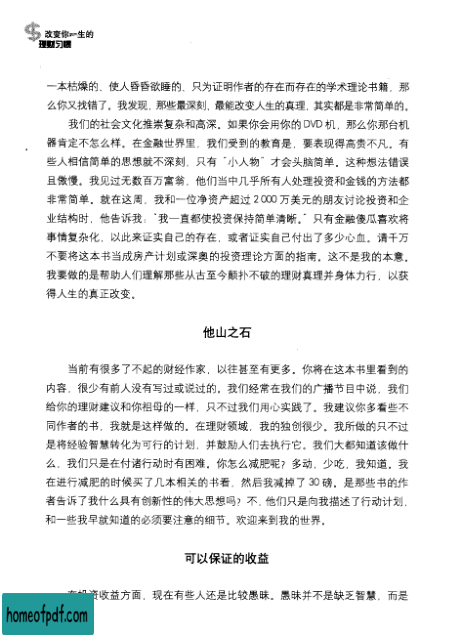 改变你一生的
理财习惯
一本枯燥的、使人昏昏欲睡的、只为证明作者的存在而存在的学术理论书籍，那
么你又找错了。我发现，那些最深刻、最能改变人生的真理，其实都是非常简单的。
我们的社会文化推崇复杂和高深。如果你会用你的DVD机，那么你那台机
器肯定不怎么样。在金融世界里，我们受到的教育是，要表现得高贵不凡。有
些人相信简单的思想就不深刻，只有“小人物”才会头脑简单。这种想法错误
且傲慢。我见过无数百万富翁，他们当中几乎所有人处理投资和金钱的方法都
非常简单。就在这周，我和一位净资产超过2 000万美元的朋友讨论投资和企
业结构时，他告诉我：“我一直都使投资保持简单清晰。”只有金融傻瓜喜欢将
事情复杂化，以此来证实自己的存在，或者证实自己付出了多少心血。请千万
不要将这本书当成房产计划或深奥的投资理论方面的指南。这不是我的本意。
我要做的是帮助人们理解那些从古至今颠扑不破的理财真理并身体力行，以获
得人生的真正改变。
他山之石
当前有很多了不起的财经作家，以往甚至有更多。你将在这本书里看到的
内容，很少有前人没有写过或说过的。我们经常在我们的广播节目中说，我们
给你的理财建议和你祖母的一样，只不过我们用心实践了。我建议你多看些不
同作者的书，我就是这样做的。在理财领域，我的独创很少。我所做的只不过
是将经验智慧转化为可行的计划，并鼓励人们去执行它。我们大都知道该做什
么，我们只是在付诸行动时有困难。你怎么减肥呢？多动，少吃，我知道。我
在进行减肥的时候买了几本相关的书看，然后我减掉了30磅。是那些书的作
者告诉了我什么具有创新性的伟大思想吗？不，他们只是向我描述了行动计划，
和一些我早就知道的必须要注意的细节。欢迎来到我的世界。
可以保证的收益
资收益方面，现在有些人还是比较愚昧。愚昧并不是缺乏智慧，而是
homeofpdf.com